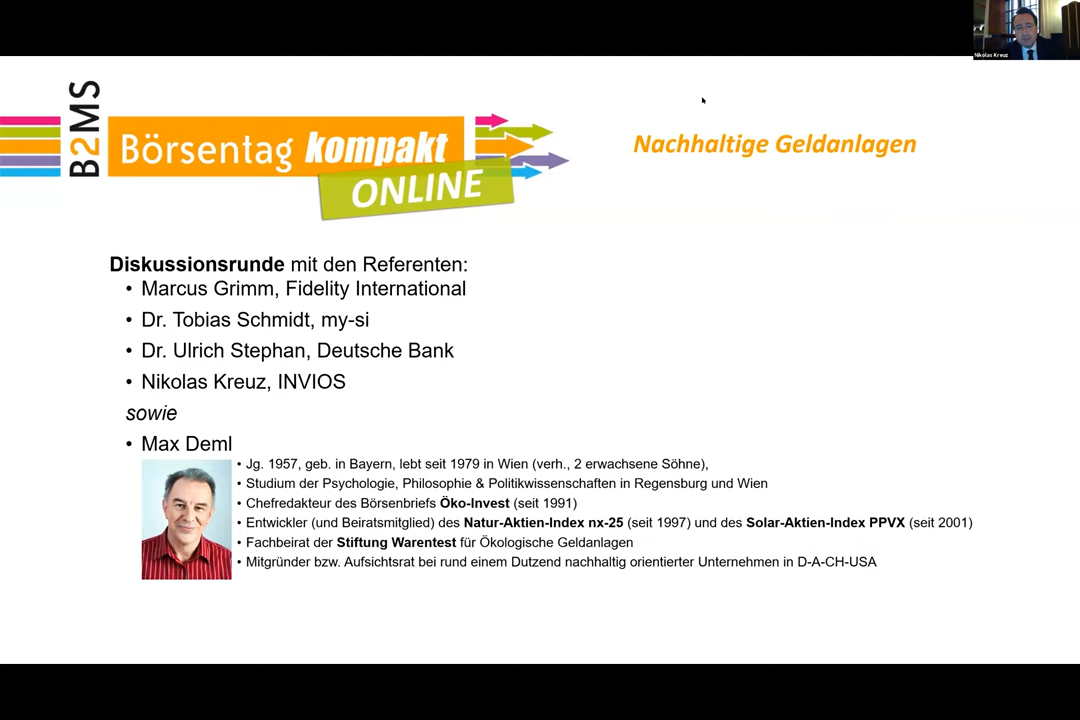 Nikolas Kreuz
B2MS
Börsentag kompakt
ONLINE
Nachhaltige Geldanlagen
Diskussionsrunde mit den Referenten:
• Marcus Grimm, Fidelity International
• Dr. Tobias Schmidt, my-si
• Dr. Ulrich Stephan, Deutsche Bank
• Nikolas Kreuz, INVIOS
sowie
• Max Deml
• Jg. 1957, geb. in Bayern, lebt seit 1979 in Wien (verh., 2 erwachsene Söhne),
• Studium der Psychologie, Philosophie & Politikwissenschaften in Regensburg und Wien
• Chefredakteur des Börsenbriefs Öko-Invest (seit 1991)
• Entwickler (und Beiratsmitglied) des Natur-Aktien-Index nx-25 (seit 1997) und des Solar-Aktien-Index PPVX (seit 2001)
• Fachbeirat der Stiftung Warentest für Ökologische Geldanlagen
• Mitgründer bzw. Aufsichtsrat bei rund einem Dutzend nachhaltig orientierter Unternehmen in D-A-CH-USA